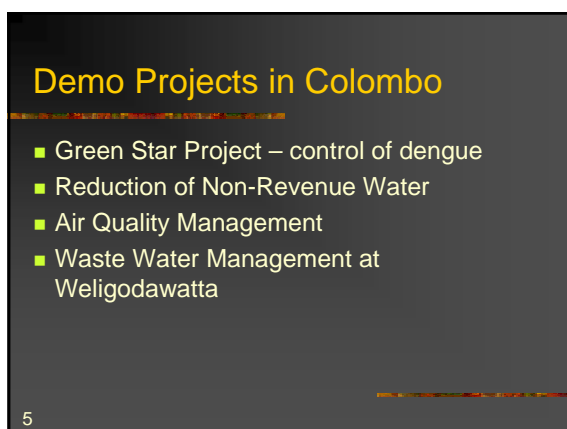 Demo Projects in Colombo
Green Star Project – control of dengue
Reduction of Non-Revenue Water
Air Quality Management
Waste Water Management at
Weligodawatta
5